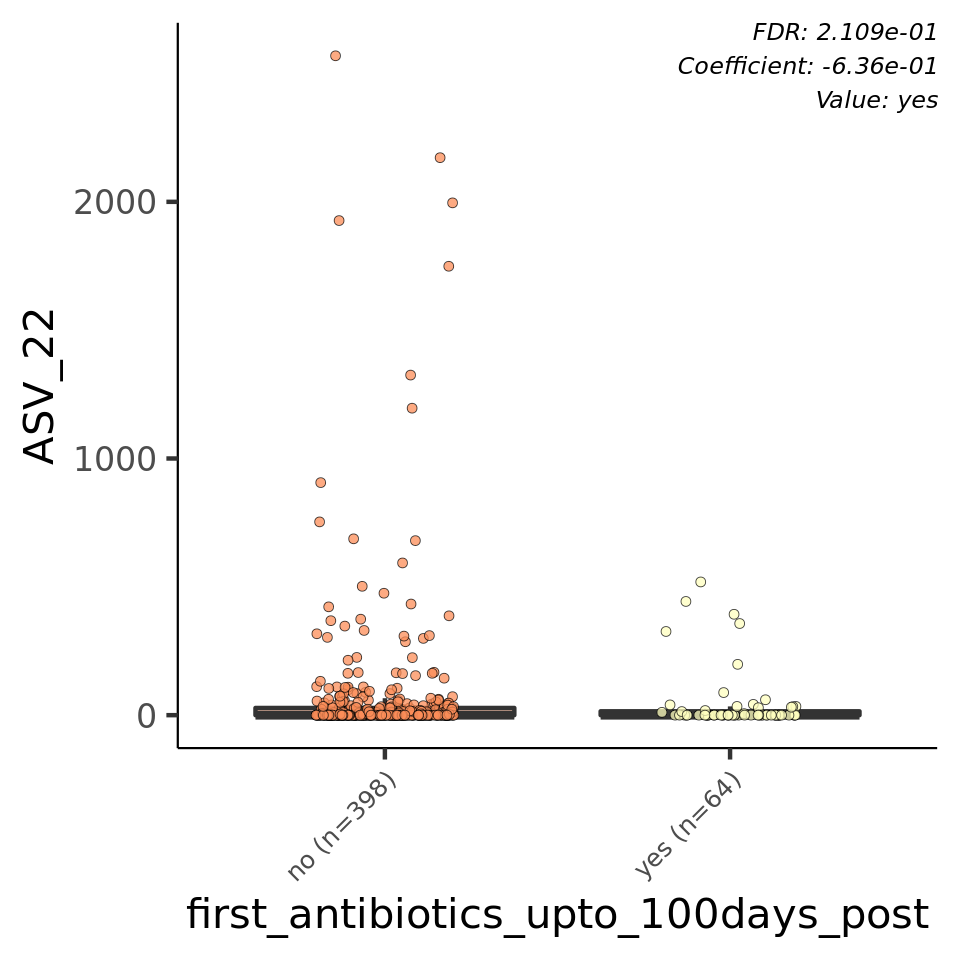 FDR: 2.109e-01
Coefficient: -6.36e-01
Value: yes
ASV_22
2000
1000
0
no (n=398)
yes (n=64)
first_antibiotics_upto_100days_post